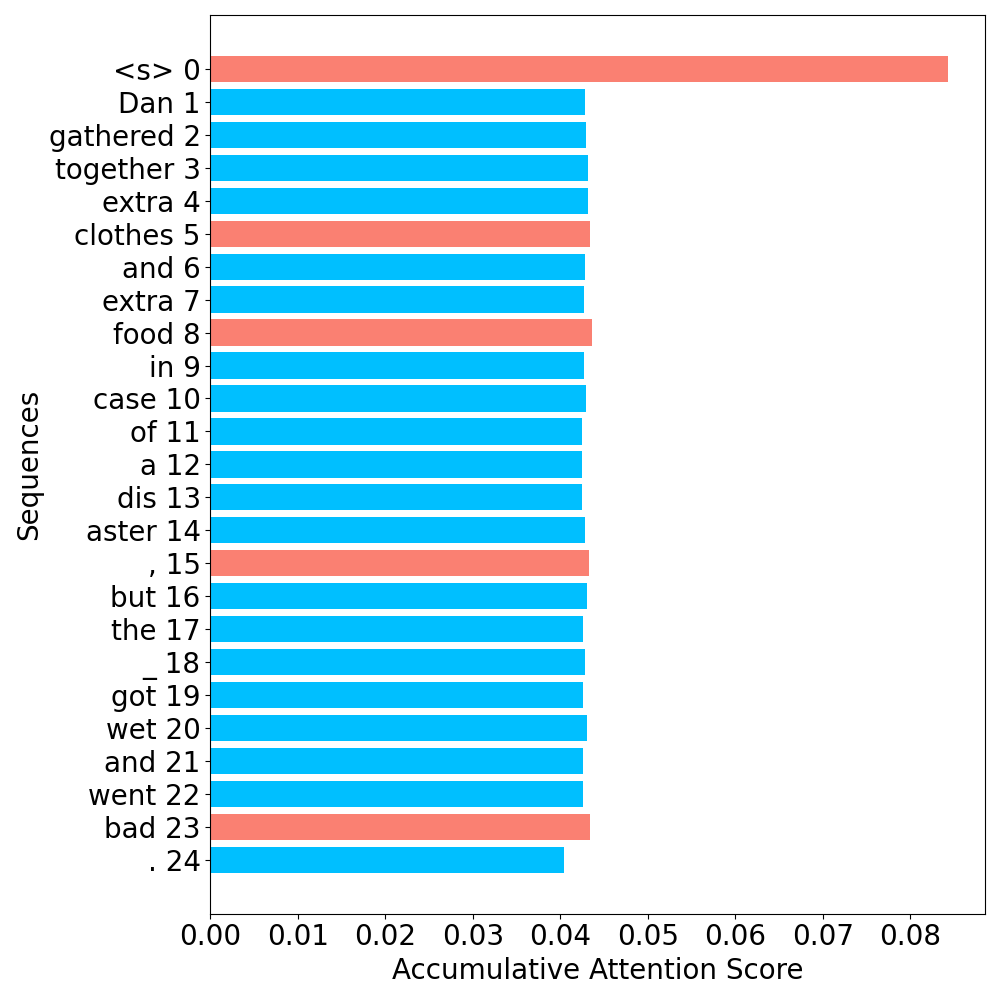 <s> 0
Dan 1
gathered 2
together 3
extra 4
clothes 5
and 6
extra 7
food 8
in 9
case 10
of 11
a 12
dis 13
aster 14
, 15
but 16
the 17
_ 18
got 19
wet 20
and 21
went 22
bad 23
. 24
Sequences
0.00 0.01 0.02 0.03 0.04 0.05 0.06 0.07 0.08
Accumulative Attention Score